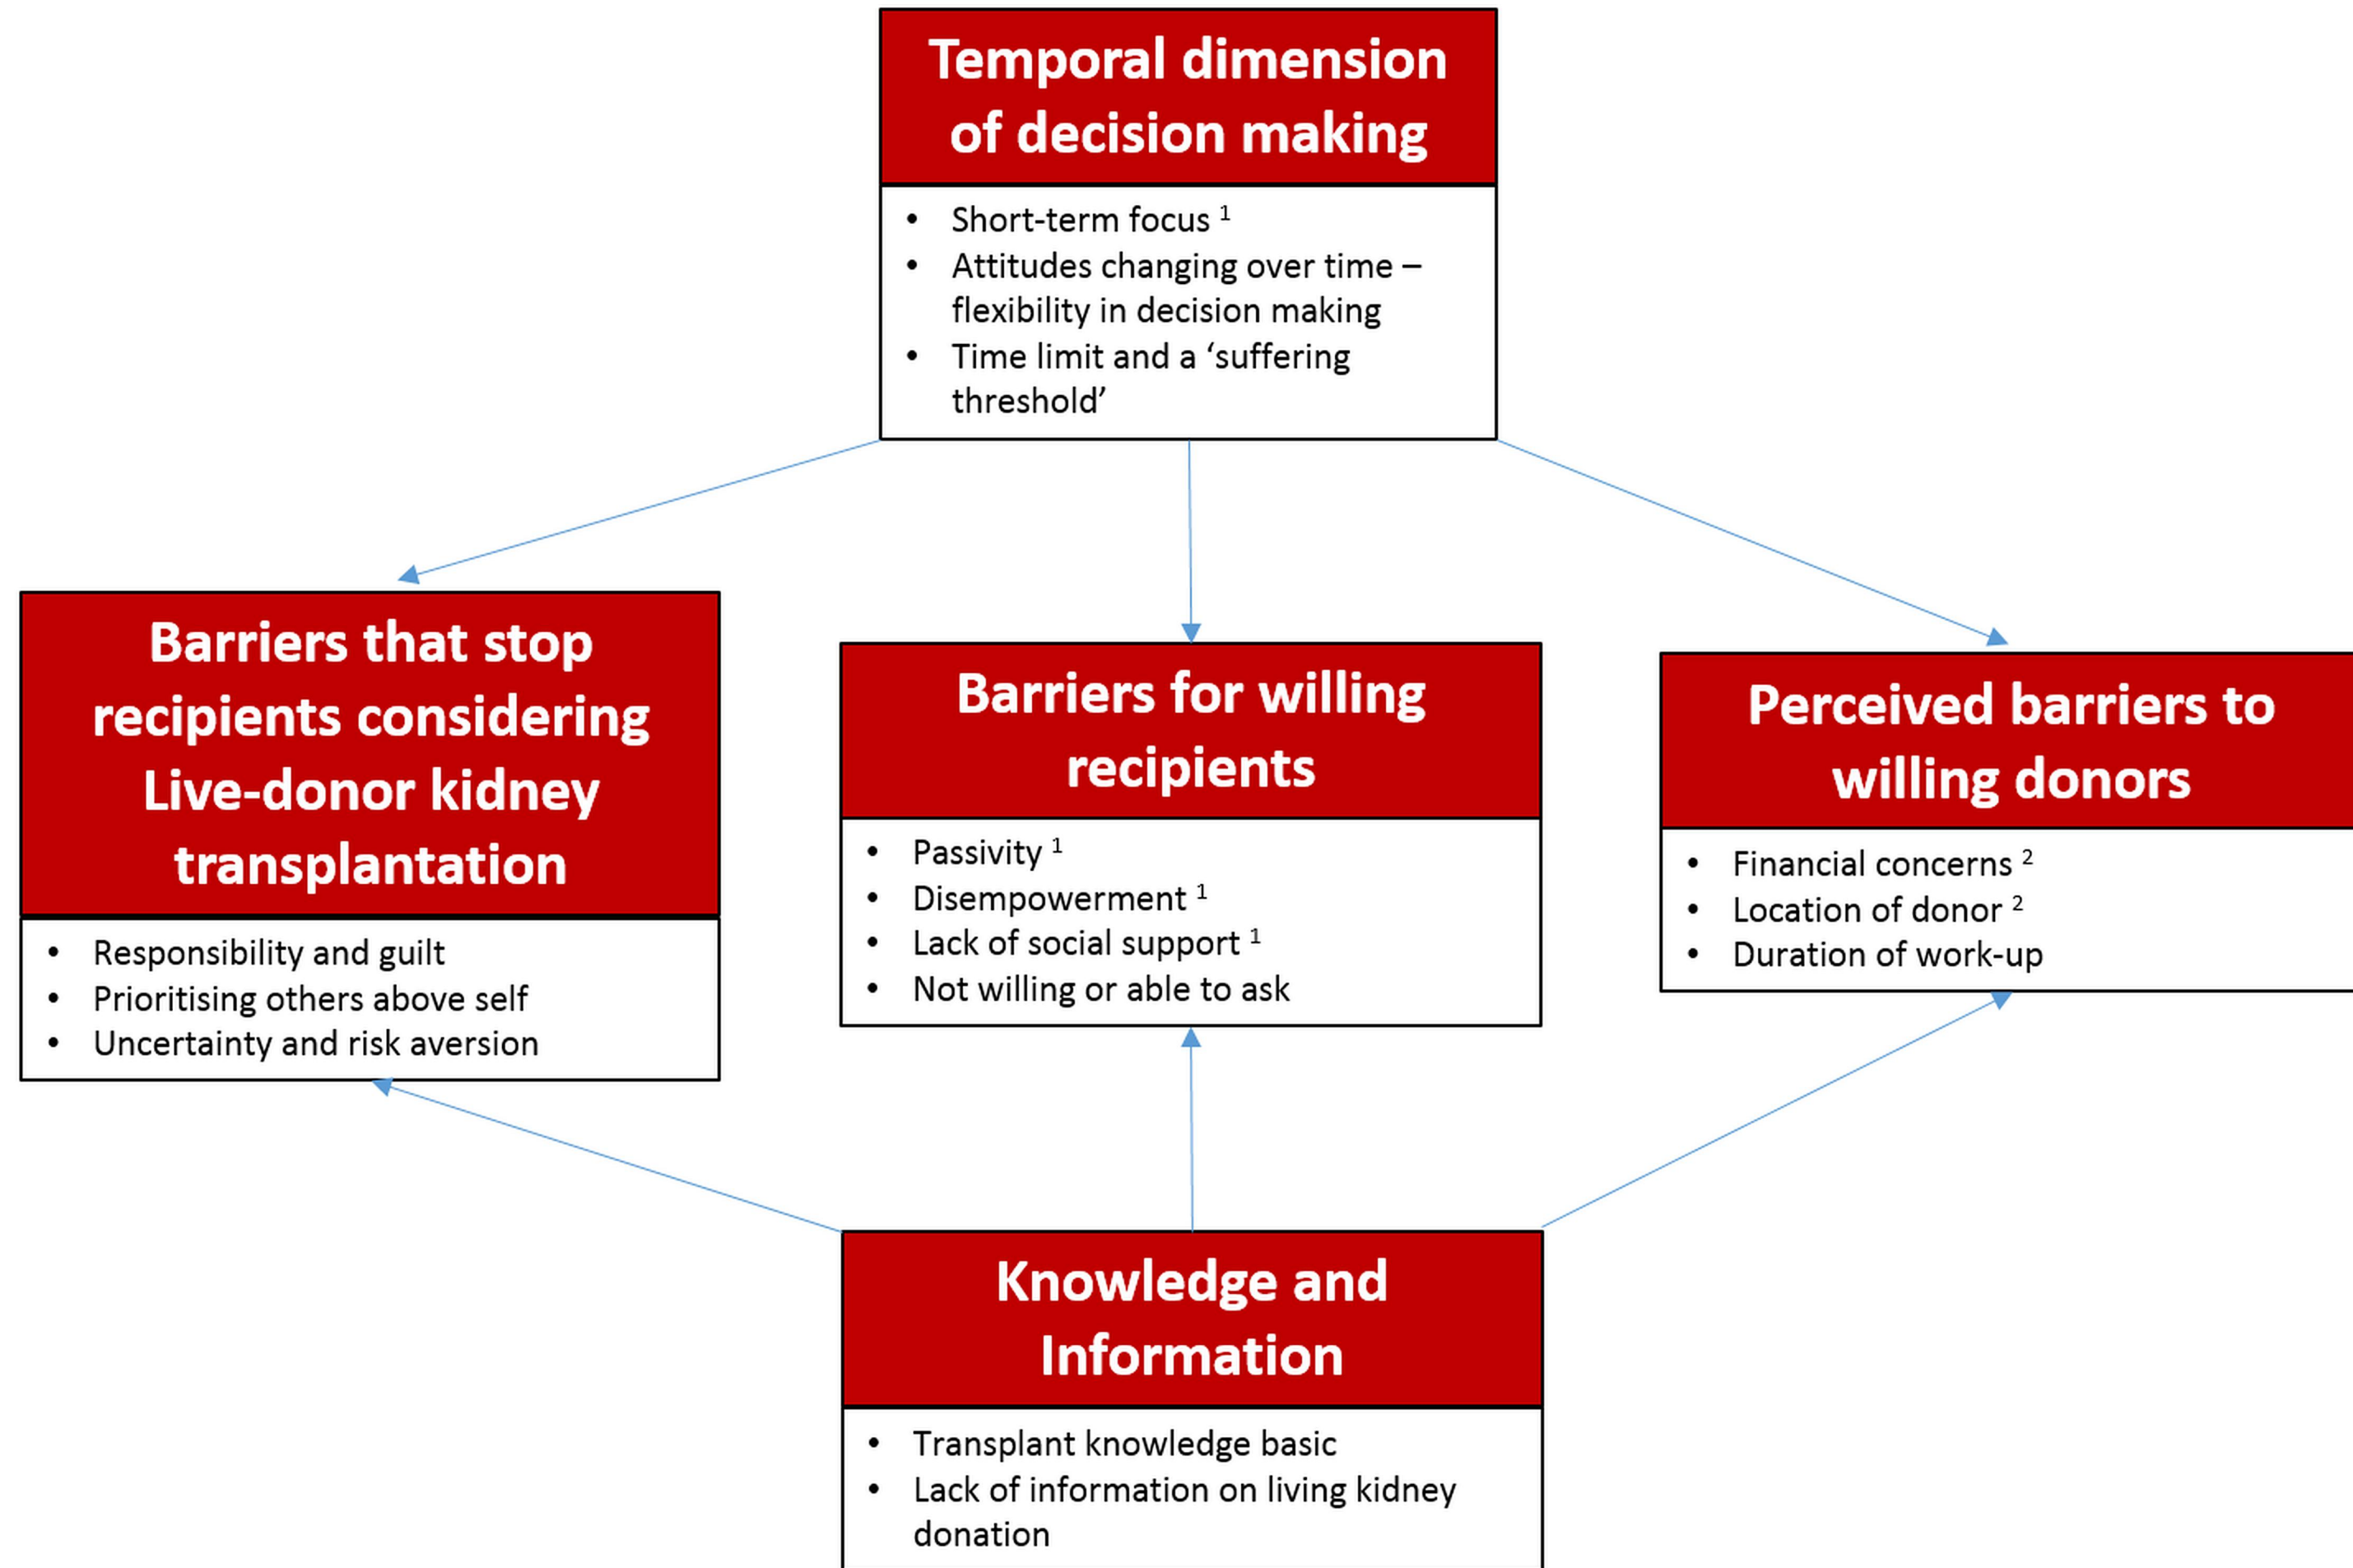 Temporal dimension
of decision making
• Short-term focus ¹
• Attitudes changing over time –
flexibility in decision making
• Time limit and a ‘suffering
threshold’
Barriers that stop
recipients considering
Live-donor kidney
transplantation
• Responsibility and guilt
• Prioritising others above self
• Uncertainty and risk aversion
Barriers for willing
recipients
• Passivity ¹
• Disempowerment ¹
• Lack of social support ¹
• Not willing or able to ask
Perceived barriers to
willing donors
• Financial concerns ²
• Location of donor ²
• Duration of work-up
Knowledge and
Information
• Transplant knowledge basic
• Lack of information on living kidney
donation